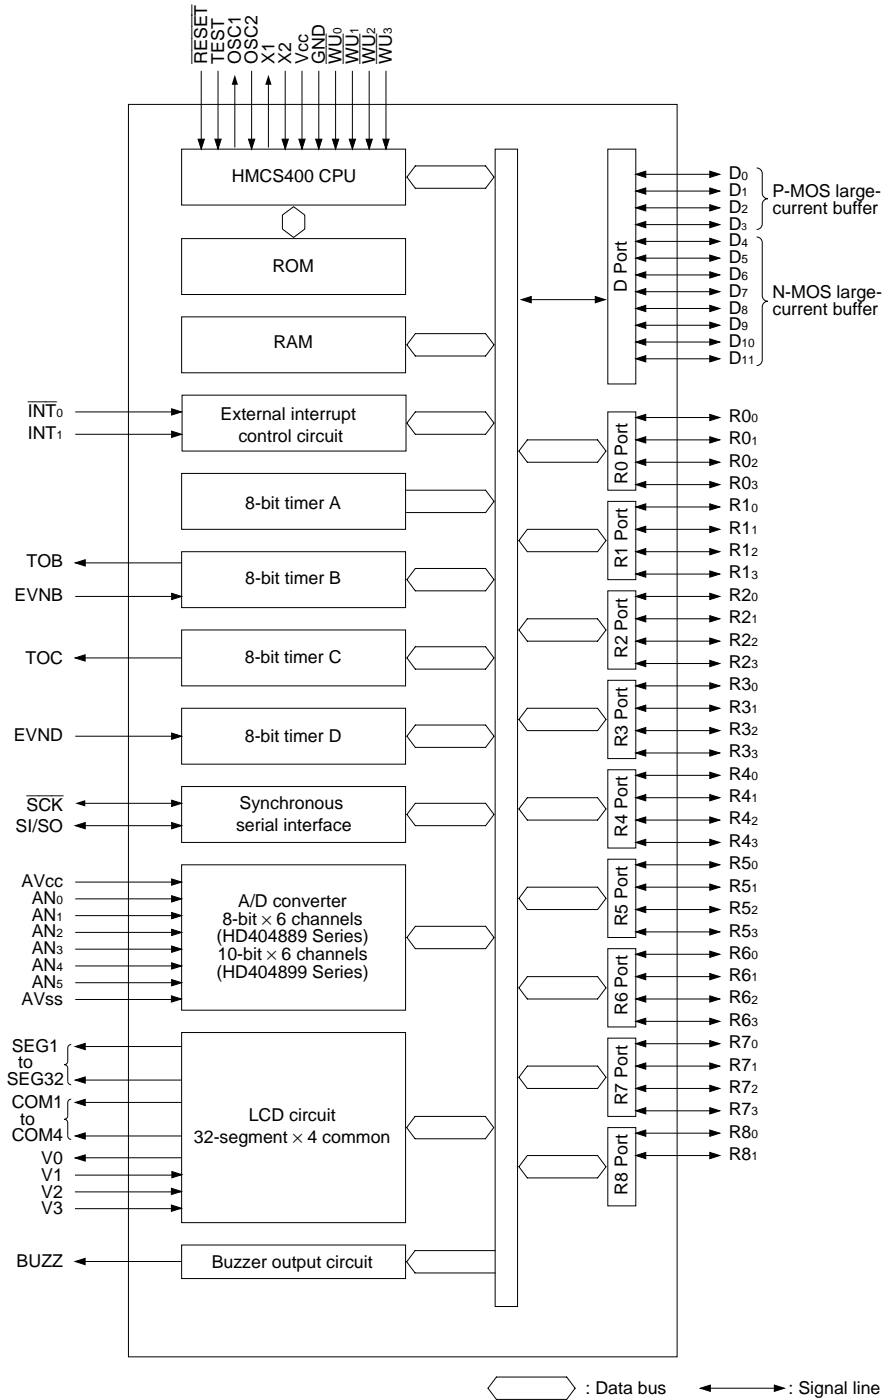 RESET
TEST
OSC1
OSC2
X1
X2
Vcc
GND
WU0
WU1
WU2
WU3
HMCS400 CPU
ROM
RAM
INT0
INT1
External interrupt
control circuit
8-bit timer A
TOB
EVNB
8-bit timer B
TOC
8-bit timer C
EVND
8-bit timer D
SCK
SI/SO
Synchronous
serial interface
AVcc
AN0
AN1
AN2
AN3
AN4
AN5
AVss
A/D converter
8-bit × 6 channels
(HD404889 Series)
10-bit × 6 channels
(HD404899 Series)
SEG1
to
SEG32
COM1
to
COM4
V0
V1
V2
V3
LCD circuit
32-segment × 4 common
BUZZ
Buzzer output circuit
D Port
D0
D1
D2
D3
D4
D5
D6
D7
D8
D9
D10
D11
P-MOS large-
current buffer
N-MOS large-
current buffer
R0 Port
R00
R01
R02
R03
R1 Port
R10
R11
R12
R13
R2 Port
R20
R21
R22
R23
R3 Port
R30
R31
R32
R33
R4 Port
R40
R41
R42
R43
R5 Port
R50
R51
R52
R53
R6 Port
R60
R61
R62
R63
R7 Port
R70
R71
R72
R73
R8 Port
R80
R81
: Data bus
: Signal line